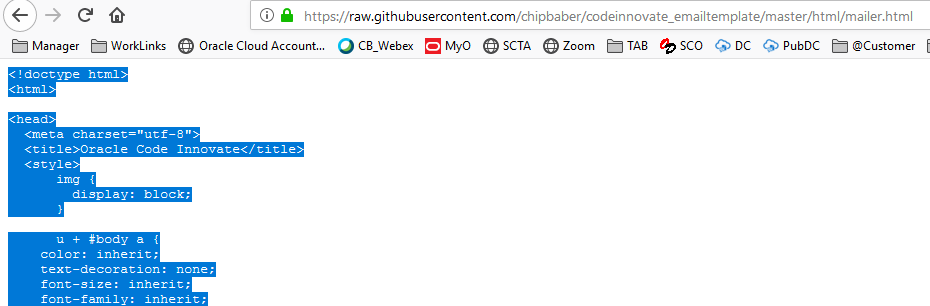 https://raw.githubusercontent.com/chipbaber/codeinnovate_emailtemplate/master/html/mailer.html
Manager WorkLinks Oracle Cloud Account... CB_Webex MyO SCTA Zoom TAB SCO DC PubDC @Customer
<!doctype html>
<html>
<head>
<meta charset="utf-8">
<title>Oracle Code Innovate</title>
<style>
img {
display: block;
}
u + #body a {
color: inherit;
text-decoration: none;
font-size: inherit;
font-family: inherit;